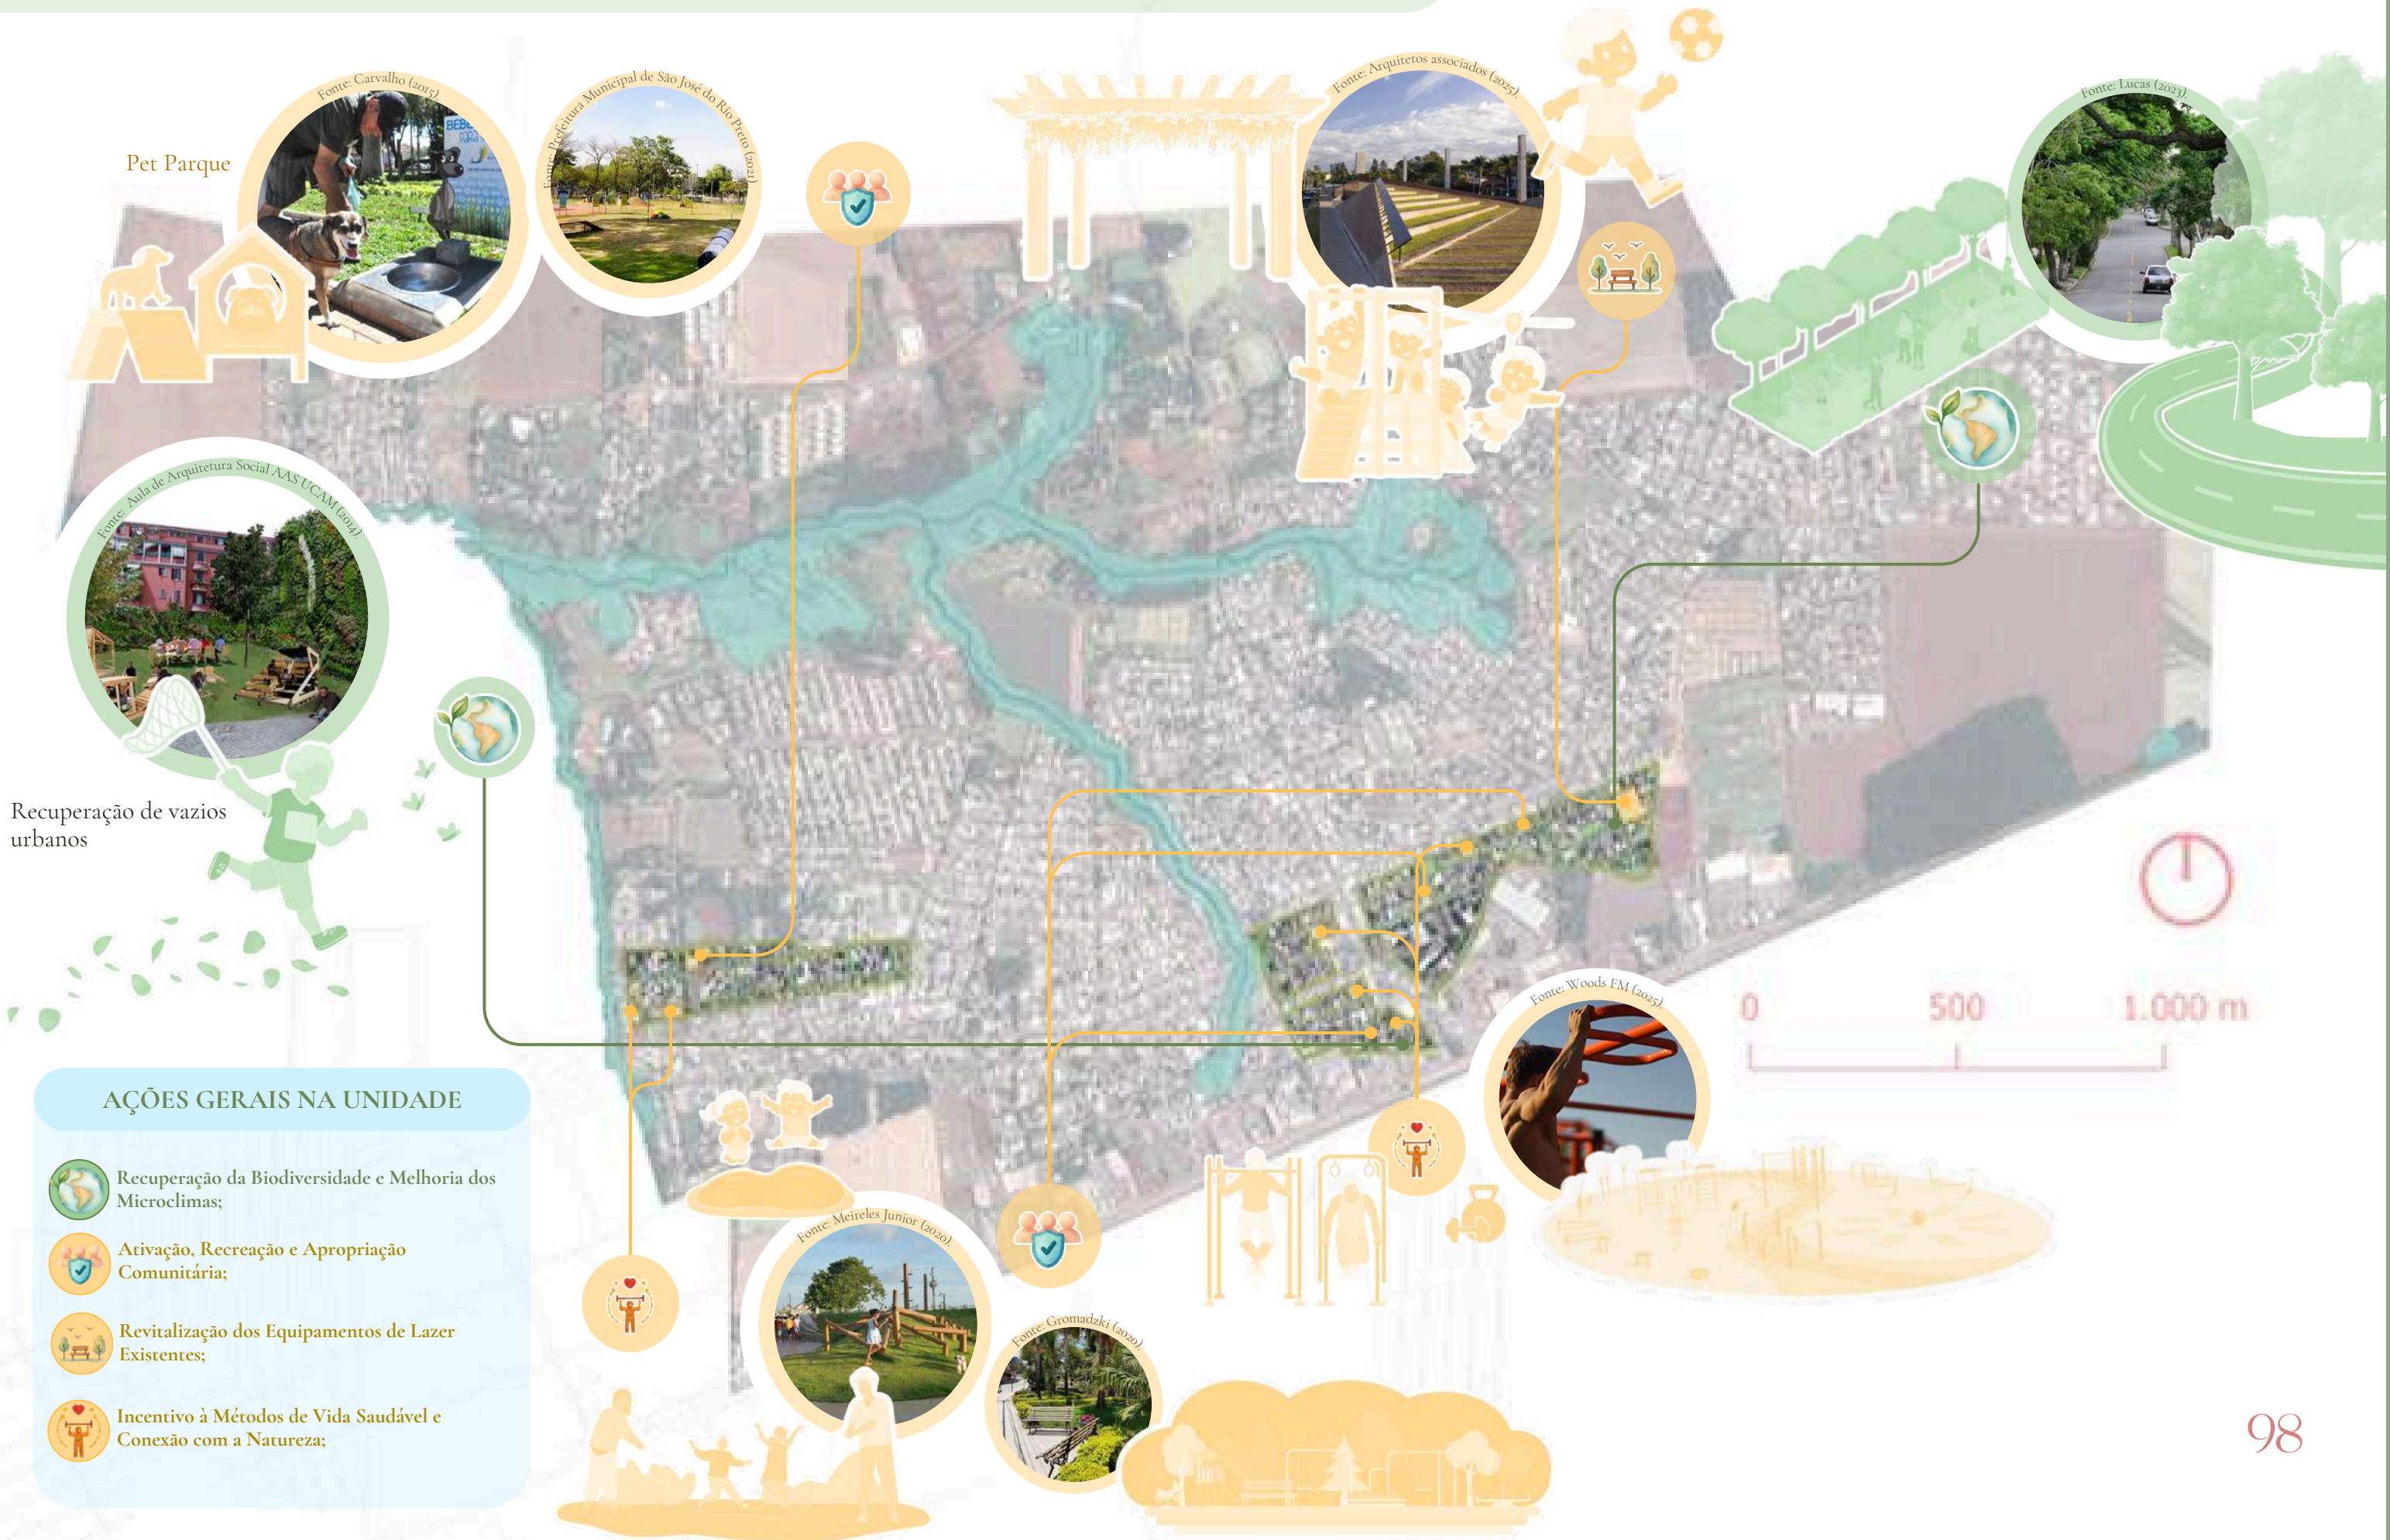 Fonte: Carvalho (2015).
Fonte: Prefeitura Municipal de São José do Rio Preto (2021)
Fonte: Arquitetos associados (2025).
Fonte: Lucas (2023).
Pet Parque
Fonte: Aula de Arquitetura Social AAS UCAM (2014).
Recuperação de vazios
urbanos
Fonte: Woods FM (2025).
0 500 1.000 m
AÇÕES GERAIS NA UNIDADE
Recuperação da Biodiversidade e Melhoria dos
Microclimas;
Ativação, Recreação e Apropriação
Comunitária;
Revitalização dos Equipamentos de Lazer
Existentes;
Incentivo à Métodos de Vida Saudável e
Conexão com a Natureza;
Fonte: Meireles Junior (2020).
Fonte: Gromadzki (2020).
98